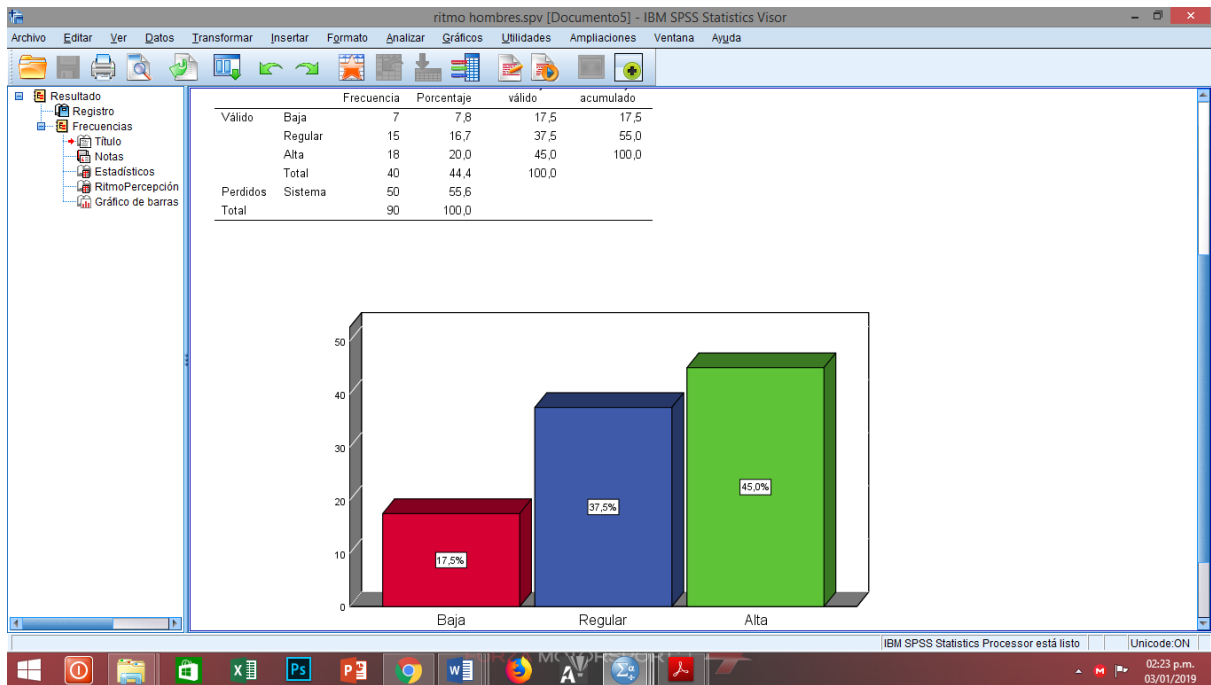 ritmo hombres.spv [Documento5] - IBM SPSS Statistics Visor
Archivo Editar Ver Datos Transformar Insertar Formato Analizar Gráficos Utilidades Ampliaciones Ventana Ayuda
Resultado
Registro
Frecuencias
Título
Notas
Estadísticos
RitmoPercepción
Gráfico de barras
Frecuencia Porcentaje válido acumulado
Válido Baja 7 7,8 17,5 17,5
Regular 15 16,7 37,5 55,0
Alta 18 20,0 45,0 100,0
Total 40 44,4 100,0
Perdidos Sistema 50 55,6
Total 90 100,0
50
40
30
20
10
0
17,5%
37,5%
45,0%
Baja Regular Alta
IBM SPSS Statistics Processor está listo Unicode:ON
02:23 p.m.
03/01/2019